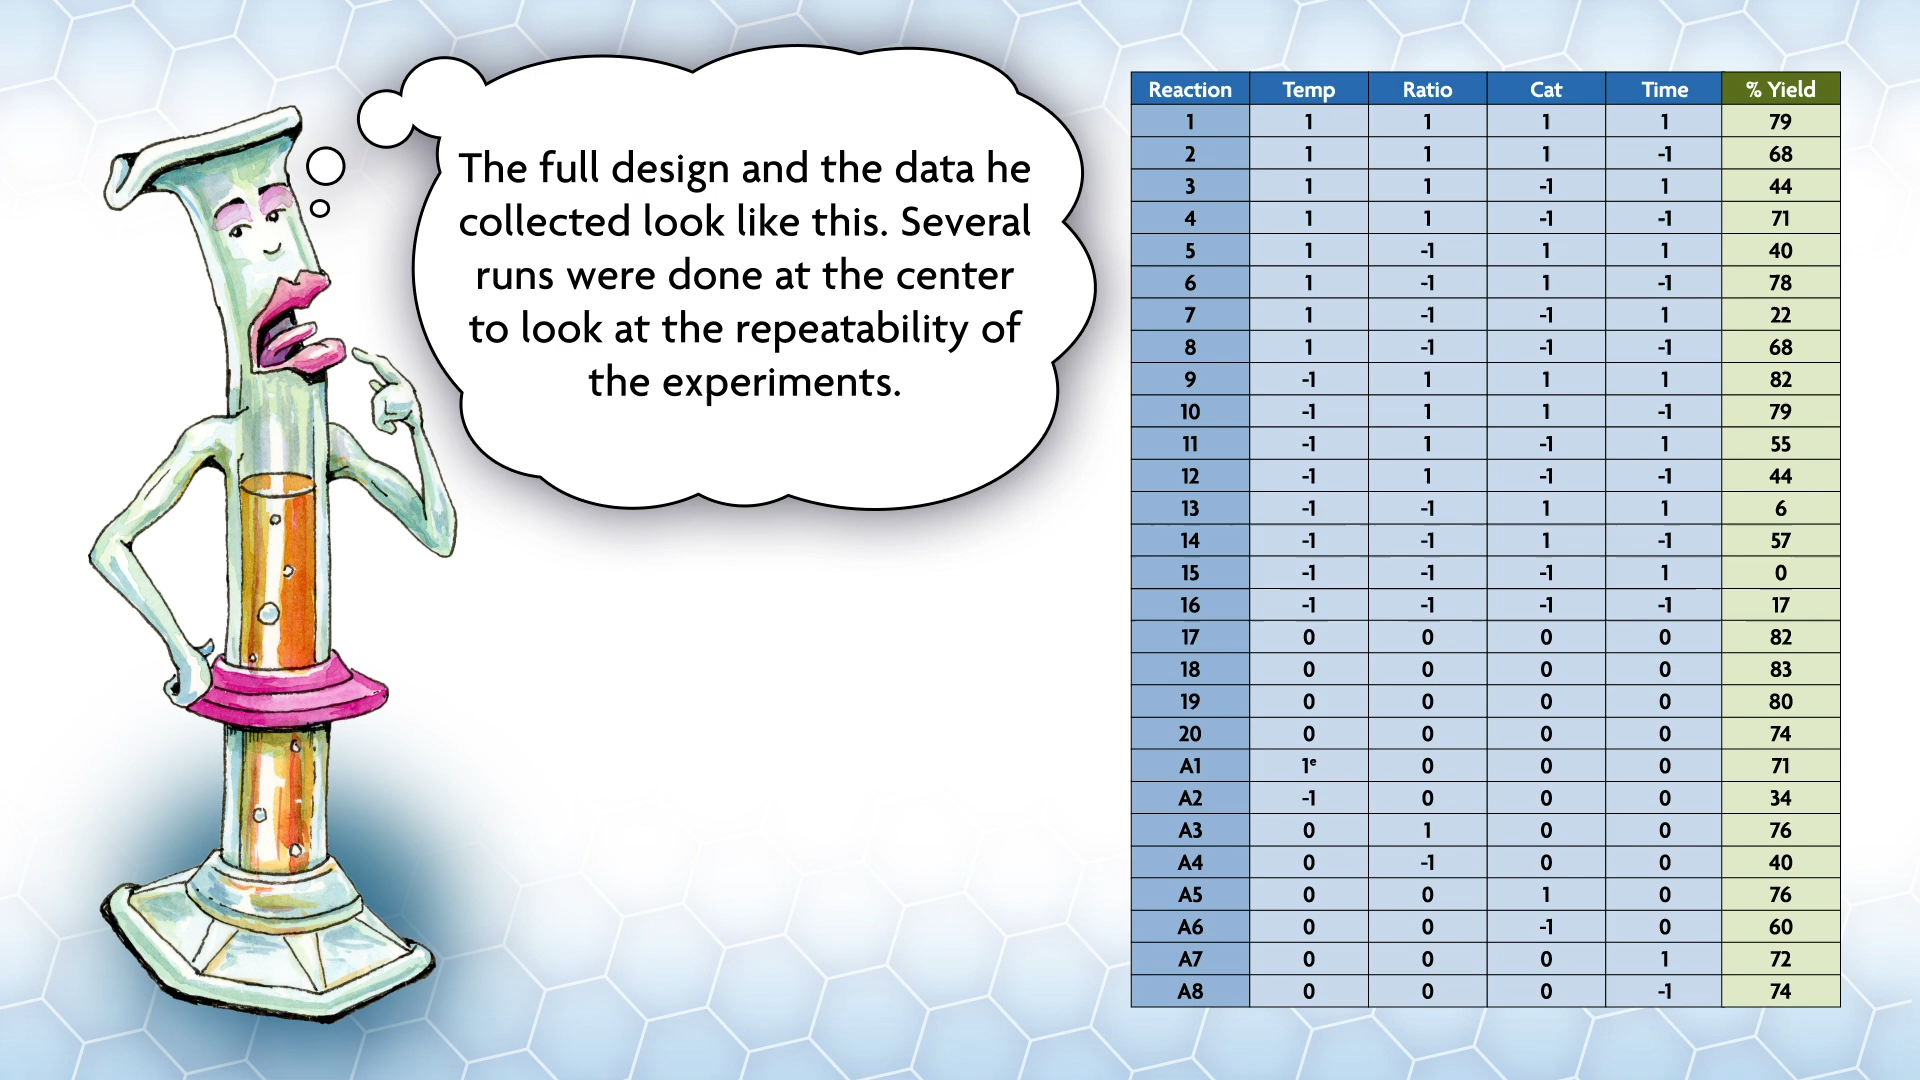 The full design and the data he
collected look like this. Several
runs were done at the center
to look at the repeatability of
the experiments.
Reaction Temp Ratio Cat Time % Yield
1 1 1 1 1 79
2 1 1 1 -1 68
3 1 1 -1 1 44
4 1 1 -1 -1 71
5 1 -1 1 1 40
6 1 -1 1 -1 78
7 1 -1 -1 1 22
8 1 -1 -1 -1 68
9 -1 1 1 1 82
10 -1 1 1 -1 79
11 -1 1 -1 1 55
12 -1 1 -1 -1 44
13 -1 -1 1 1 6
14 -1 -1 1 -1 57
15 -1 -1 -1 1 0
16 -1 -1 -1 -1 17
17 0 0 0 0 82
18 0 0 0 0 83
19 0 0 0 0 80
20 0 0 0 0 74
A1 1ᵉ 0 0 0 71
A2 -1 0 0 0 34
A3 0 1 0 0 76
A4 0 -1 0 0 40
A5 0 0 1 0 76
A6 0 0 -1 0 60
A7 0 0 0 1 72
A8 0 0 0 -1 74